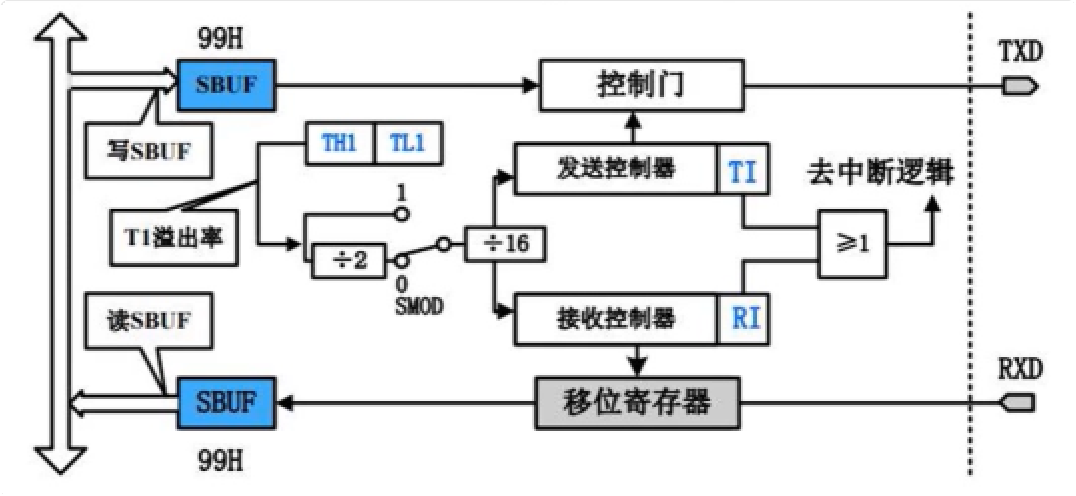 99H
TXD
SBUF
控制门
写SBUF
TH1 TL1
发送控制器 TI
去中断逻辑
1
T1溢出率
÷2
÷16
≥1
0
SMOD
读SBUF
接收控制器 RI
RXD
SBUF
移位寄存器
99H